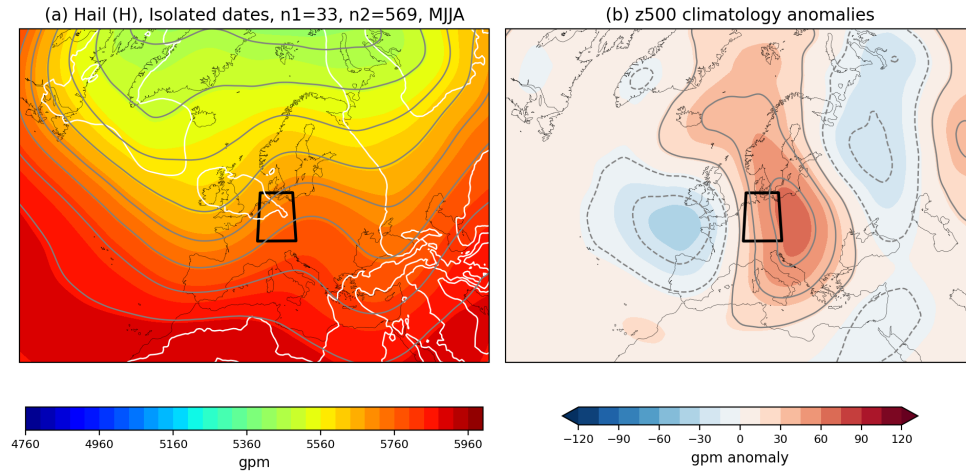 (a) Hail (H), Isolated dates, n1=33, n2=569, MJJA
(b) z500 climatology anomalies
4760 4960 5160 5360 5560 5760 5960
gpm
−120 −90 −60 −30 0 30 60 90 120
gpm anomaly